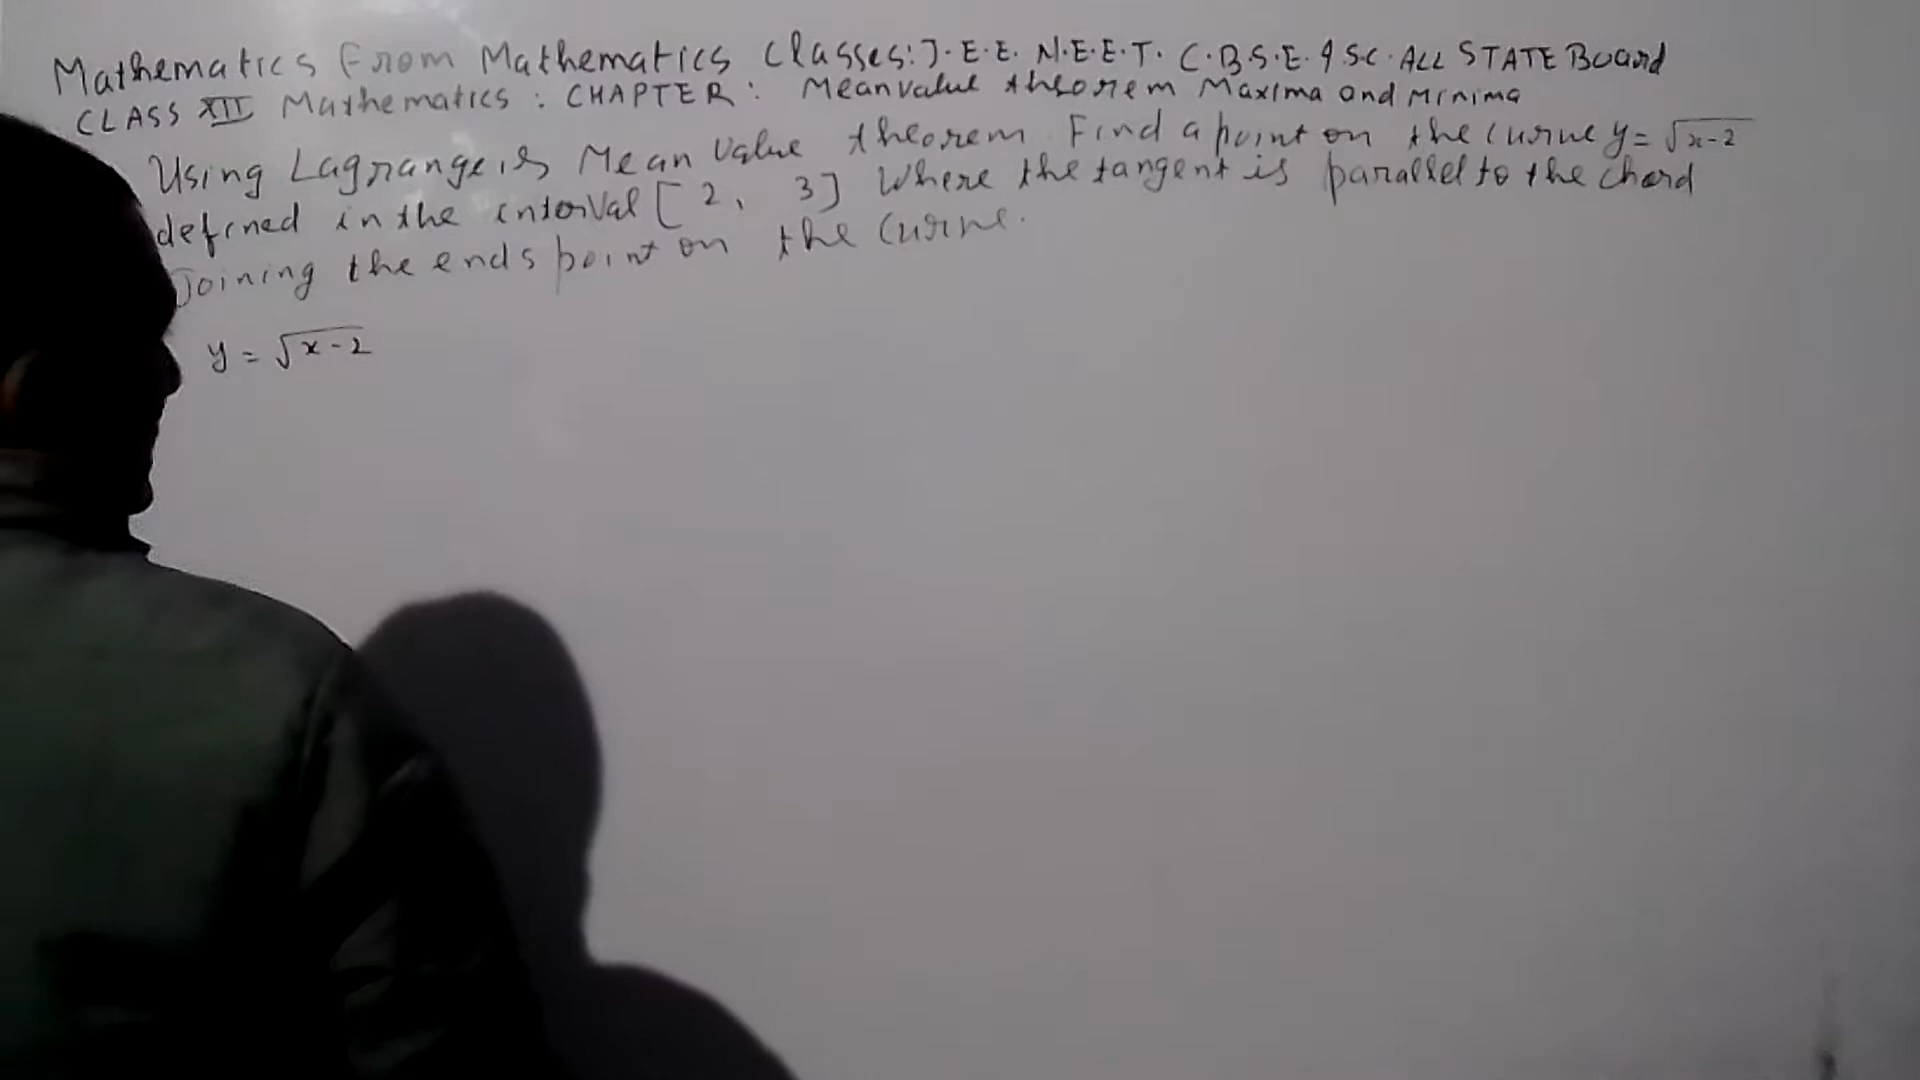 Mathematics From Mathematics Classes: J.E.E. N.E.E.T. C.B.S.E. I S.C. ALL STATE Board
CLASS XII Mathematics : CHAPTER : Mean value theorem Maxima and Minima
Using Lagrange's Mean value theorem Find a point on the curve y = √x-2
defined in the interval [2, 3] Where the tangent is parallel to the chord
Joining the ends point on the curve.
y = √x-2